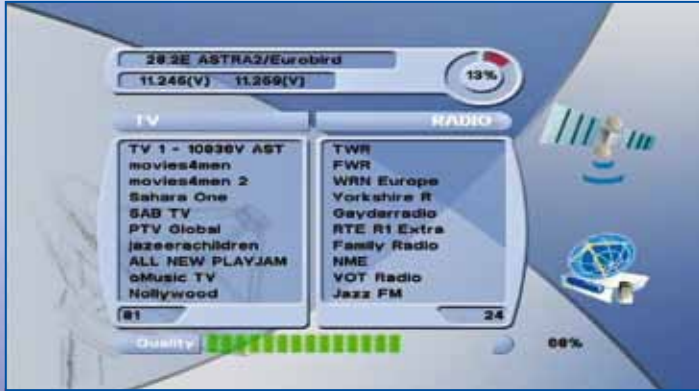 28.2E ASTRA2/Eurobird
11.245(V) 11.259(V)
13%
TV
TV 1 - 10936V AST
movies4men
movies4men 2
Sahara One
SAB TV
PTV Global
jazeerachildren
ALL NEW PLAYJAM
oMusic TV
Nollywood
81
RADIO
TWR
FWR
WRN Europe
Yorkshire R
Gaydarradio
RTE R1 Extra
Family Radio
NME
VOT Radio
Jazz FM
24
Quality
68%